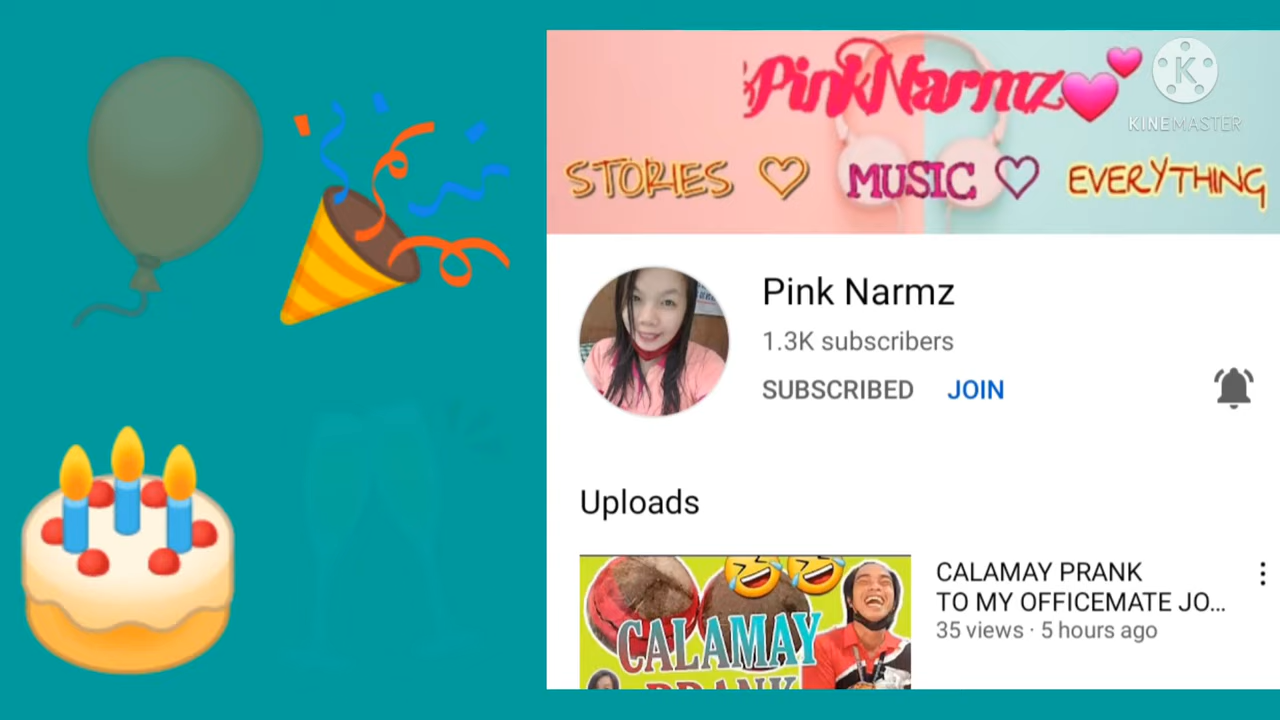 PinkNarmz
KINEMASTER
STORIES MUSIC EVERYTHING
Pink Narmz
1.3K subscribers
SUBSCRIBED JOIN
Uploads
CALAMAY PRANK
TO MY OFFICEMATE JO...
35 views · 5 hours ago
CALAMAY
PRANK